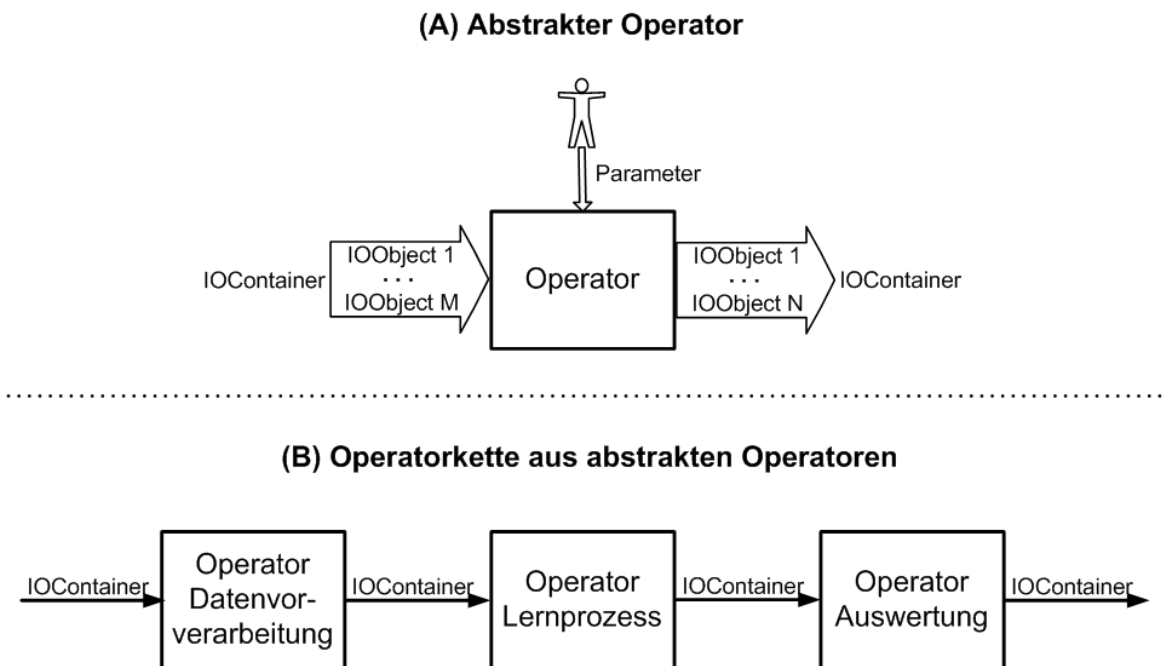 (A) Abstrakter Operator
Parameter
IOContainer
IOObject 1
...
IOObject M
Operator
IOObject 1
...
IOObject N
IOContainer
(B) Operatorkette aus abstrakten Operatoren
IOContainer
Operator
Datenvor-
verarbeitung
IOContainer
Operator
Lernprozess
IOContainer
Operator
Auswertung
IOContainer